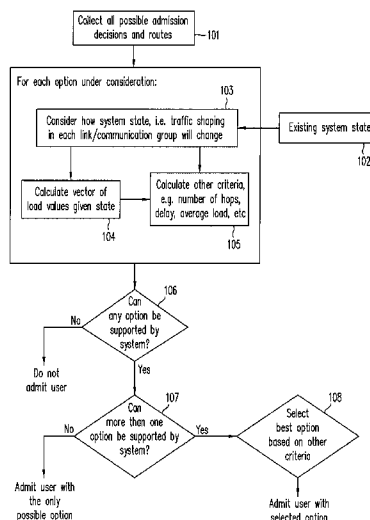 Collect all possible admission
decisions and routes
101
For each option under consideration:
103
Consider how system state, i.e. traffic shaping
in each link/communication group will change
Existing system state
102
Calculate vector of
load values given state
104
Calculate other criteria,
e.g. number of hops,
delay, average load, etc
105
106
Can
any option be
supported by
system?
No
Do not
admit user
Yes
107
Can
more than one
option be supported by
system?
No
Yes
108
Select
best option
based on other
criteria
Admit user with
the only
possible option
Admit user with
selected option